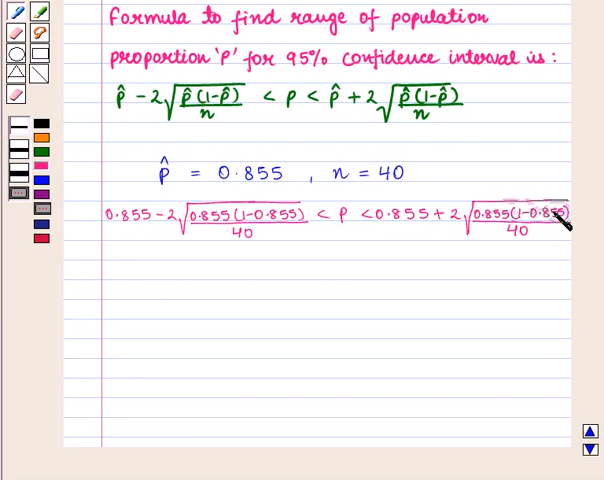 Formula to find range of population
proportion 'P' for 95% confidence interval is :
p̂ - 2√(p̂(1-p̂)/n) < p < p̂ + 2√(p̂(1-p̂)/n)
p̂ = 0.855 , n = 40
0.855 - 2√(0.855(1-0.855)/40) < P < 0.855 + 2√(0.855(1-0.855)/40)